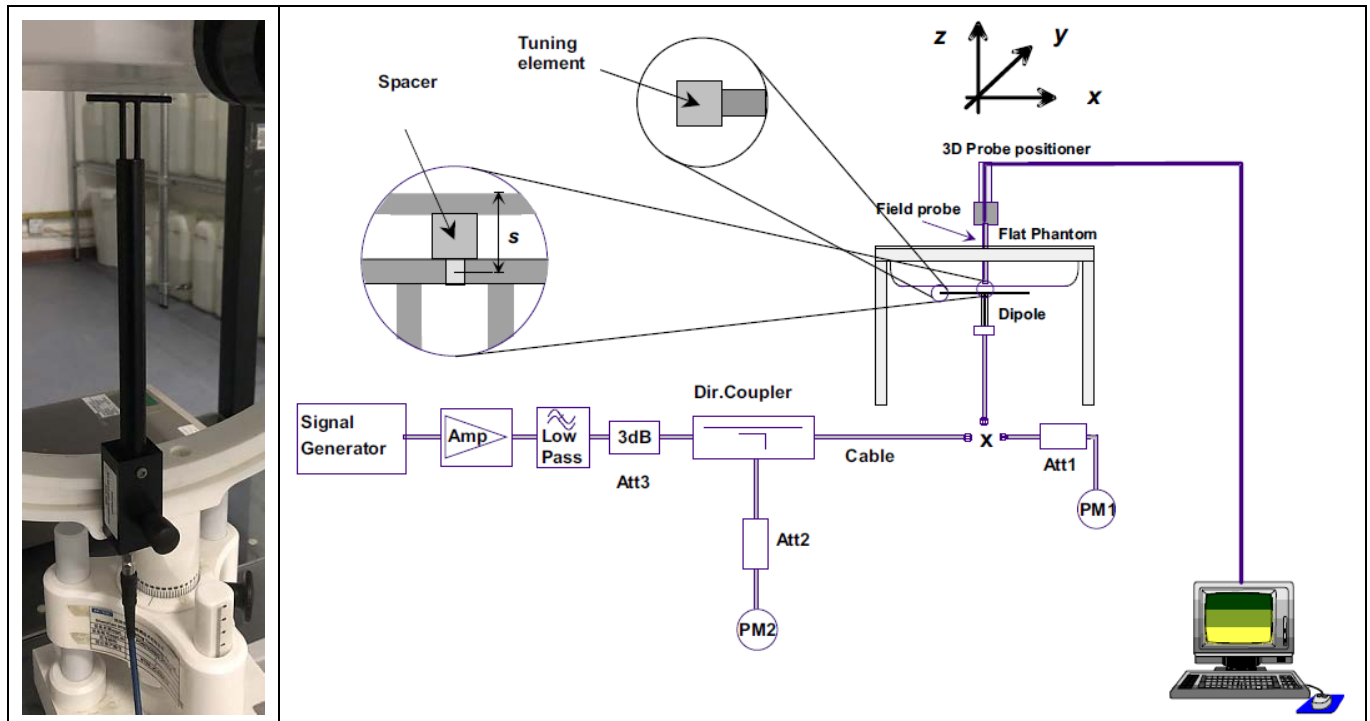 Tuning
element
Spacer
s
z
y
x
3D Probe positioner
Field probe
Flat Phantom
Dipole
Dir.Coupler
Signal
Generator
Amp
Low
Pass
3dB
Att3
Cable
x
Att1
PM1
Att2
PM2